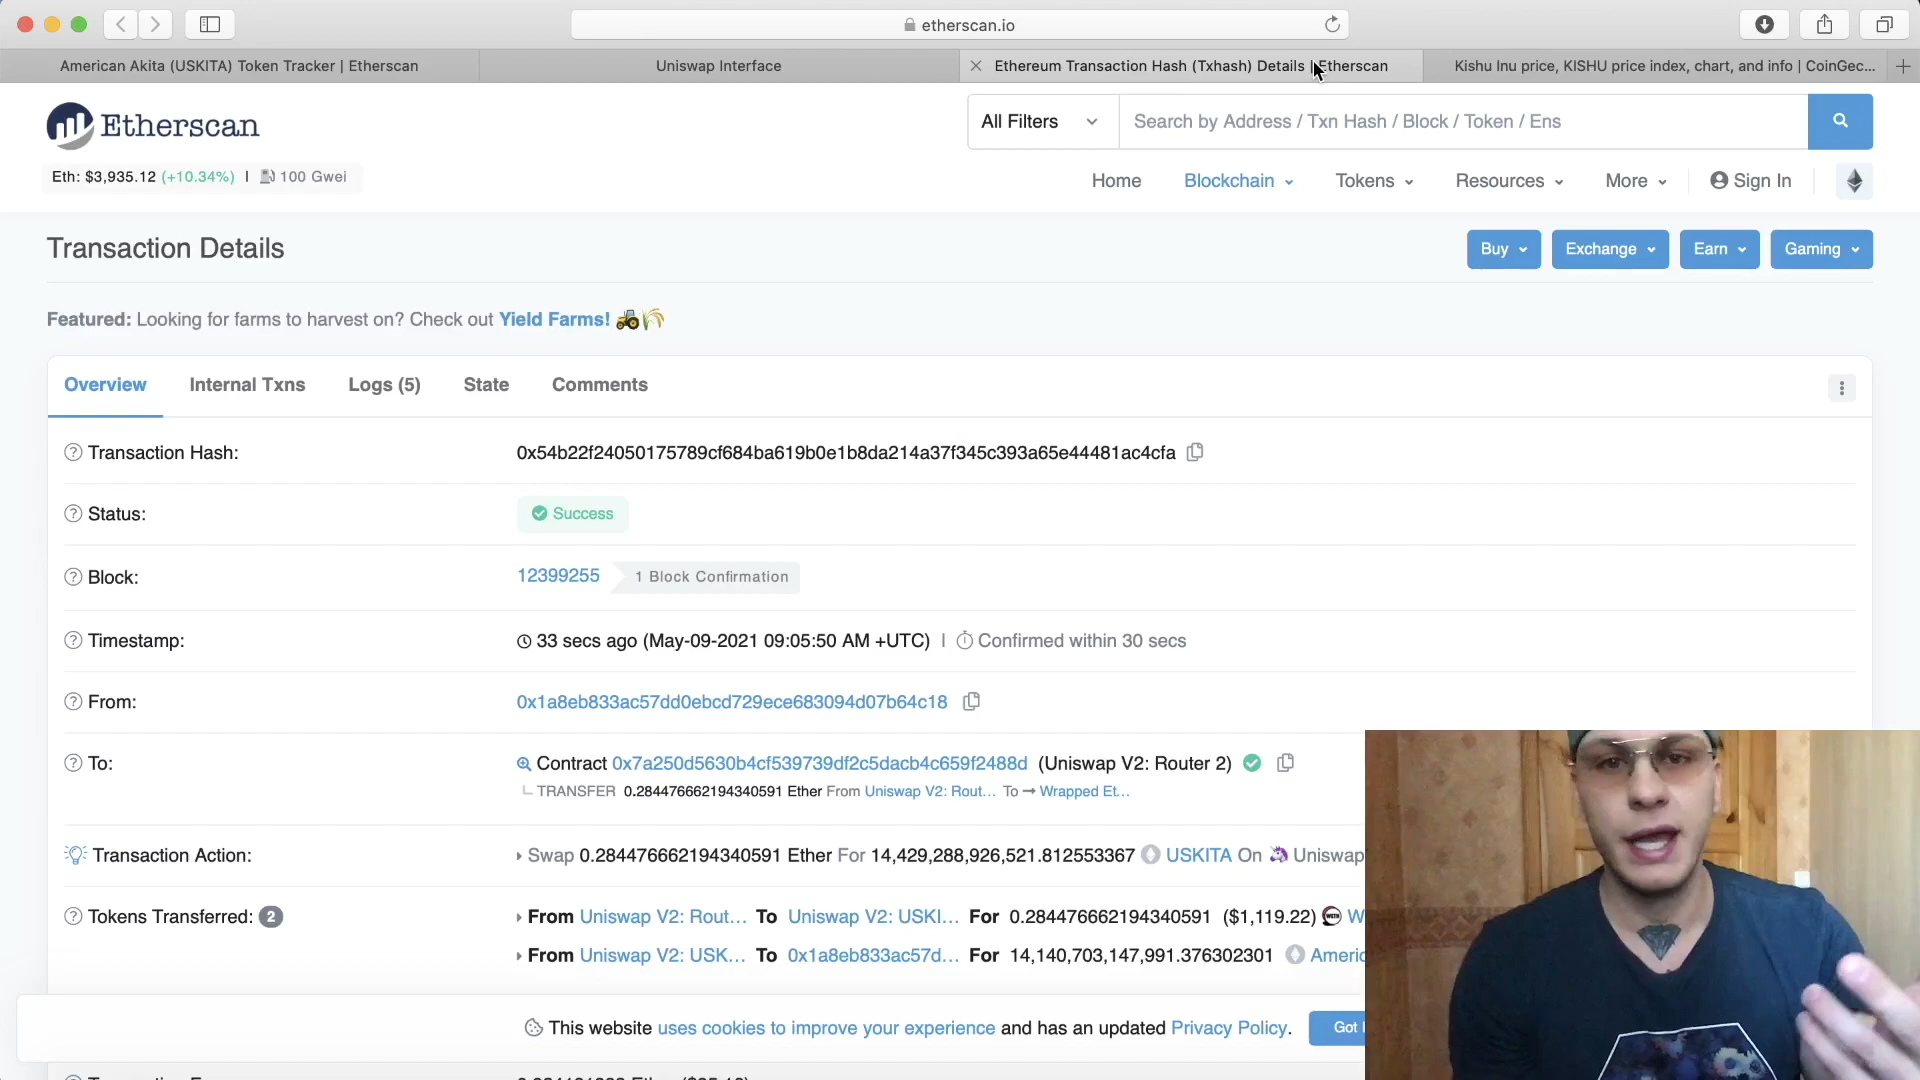 etherscan.io
American Akita (USKITA) Token Tracker | Etherscan
Uniswap Interface
Ethereum Transaction Hash (Txhash) Details | Etherscan
Kishu Inu price, KISHU price index, chart, and info | CoinGec...
Etherscan
All Filters
Search by Address / Txn Hash / Block / Token / Ens
Eth: $3,935.12 (+10.34%) | 100 Gwei
Home Blockchain Tokens Resources More Sign In
Transaction Details
Buy Exchange Earn Gaming
Featured: Looking for farms to harvest on? Check out Yield Farms!
Overview Internal Txns Logs (5) State Comments
Transaction Hash: 0x54b22f24050175789cf684ba619b0e1b8da214a37f345c393a65e44481ac4cfa
Status: Success
Block: 12399255 1 Block Confirmation
Timestamp: 33 secs ago (May-09-2021 09:05:50 AM +UTC) | Confirmed within 30 secs
From: 0x1a8eb833ac57dd0ebcd729ece683094d07b64c18
To: Contract 0x7a250d5630b4cf539739df2c5dacb4c659f2488d (Uniswap V2: Router 2)
TRANSFER 0.284476662194340591 Ether From Uniswap V2: Rout... To → Wrapped Et...
Transaction Action: Swap 0.284476662194340591 Ether For 14,429,288,926,521.812553367 USKITA On Uniswap
Tokens Transferred: 2 From Uniswap V2: Rout... To Uniswap V2: USKI... For 0.284476662194340591 ($1,119.22) W
From Uniswap V2: USK... To 0x1a8eb833ac57d... For 14,140,703,147,991.376302301 Americ
This website uses cookies to improve your experience and has an updated Privacy Policy. Got